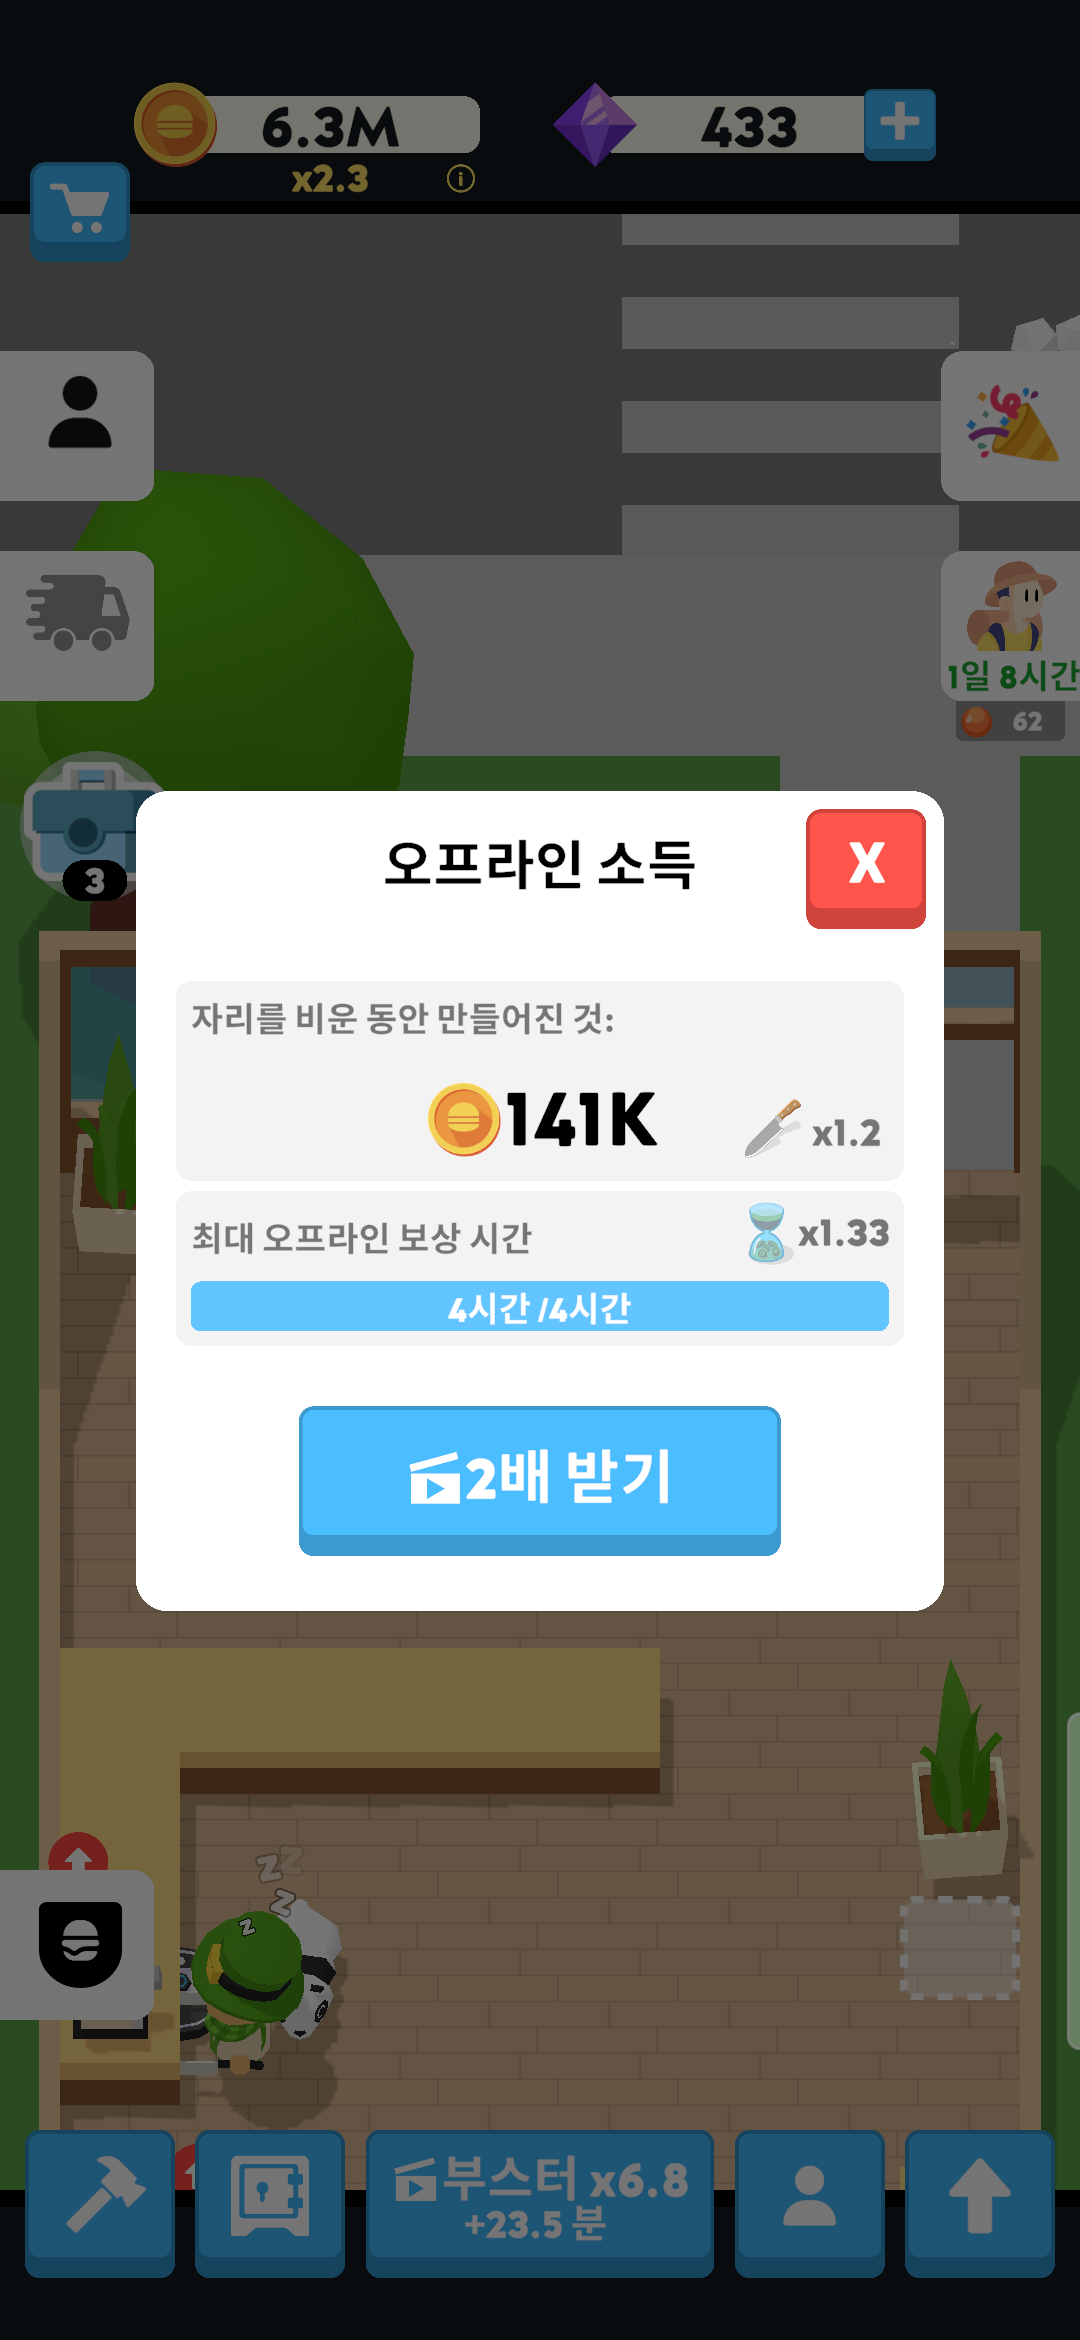 6.3M
433
x2.3
1일 8시간
62
3
오프라인 소득
X
자리를 비운 동안 만들어진 것:
141K
x1.2
최대 오프라인 보상 시간
x1.33
4시간 /4시간
2배 받기
z z
z
z
부스터 x6.8
+23.5 분